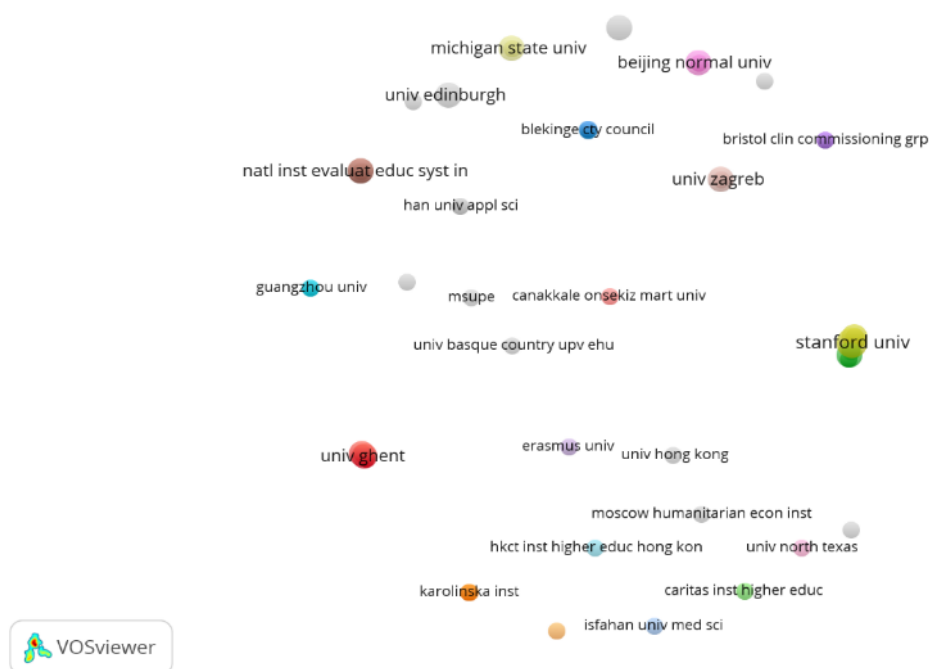 michigan state univ
beijing normal univ
univ edinburgh
blekinge cty council
bristol clin commissioning grp
natl inst evaluat educ syst in
univ zagreb
han univ appl sci
guangzhou univ
msupe
canakkale onsekiz mart univ
stanford univ
univ basque country upv ehu
erasmus univ
univ hong kong
univ ghent
moscow humanitarian econ inst
hkct inst higher educ hong kon
univ north texas
karolinska inst
caritas inst higher educ
isfahan univ med sci
VOSviewer